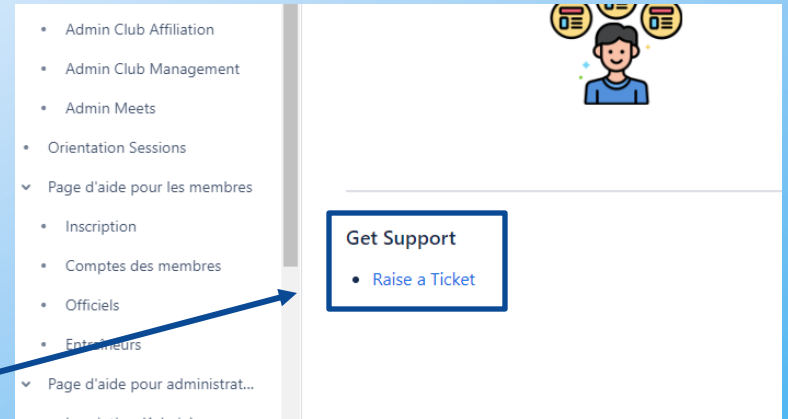 Admin Club Affiliation
Admin Club Management
Admin Meets
Orientation Sessions
Page d'aide pour les membres
Inscription
Comptes des membres
Officiels
Entraîneurs
Page d'aide pour administrat...
Get Support
Raise a Ticket